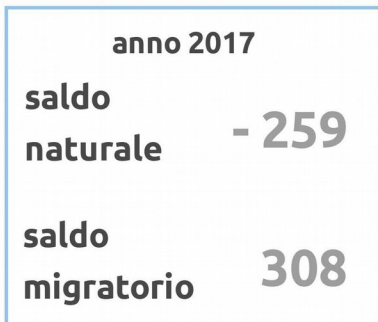 anno 2017
saldo
naturale - 259
saldo
migratorio 308